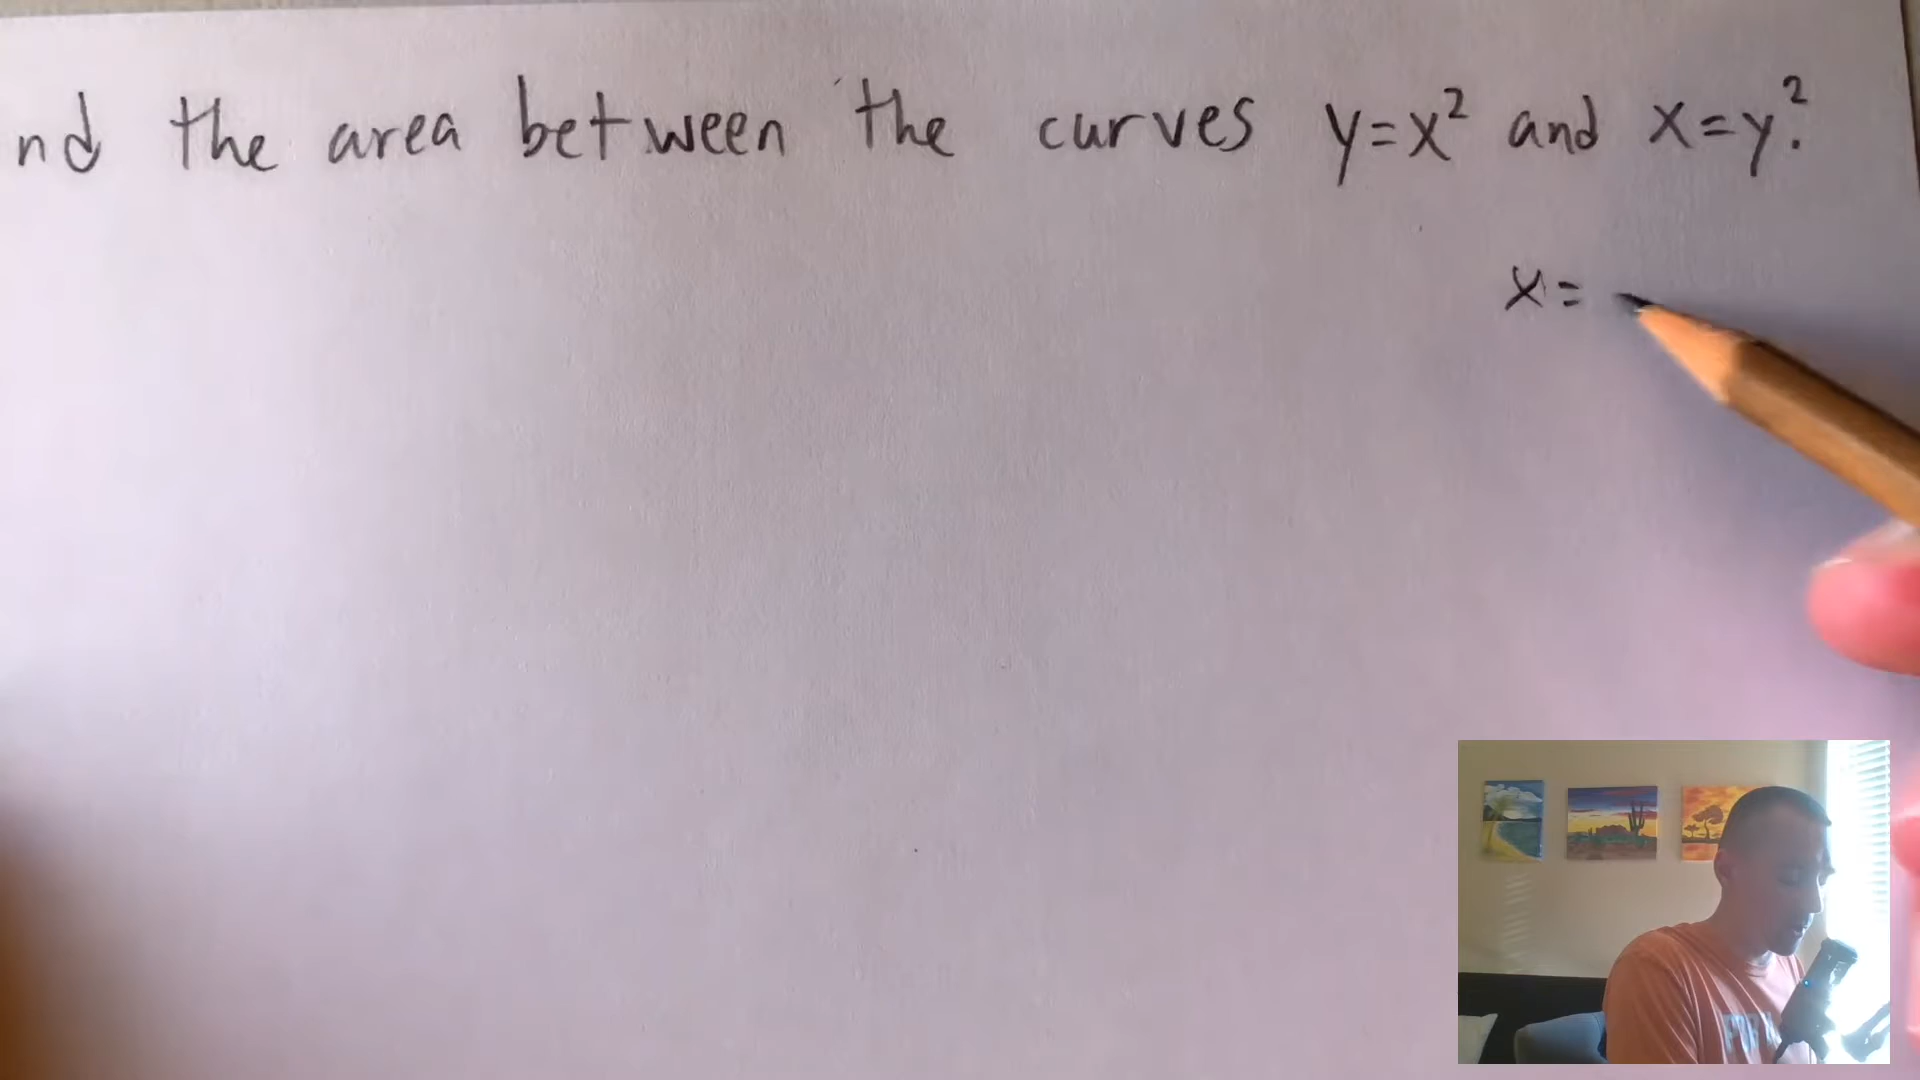 nd the area between the curves y=x² and x=y².
x=